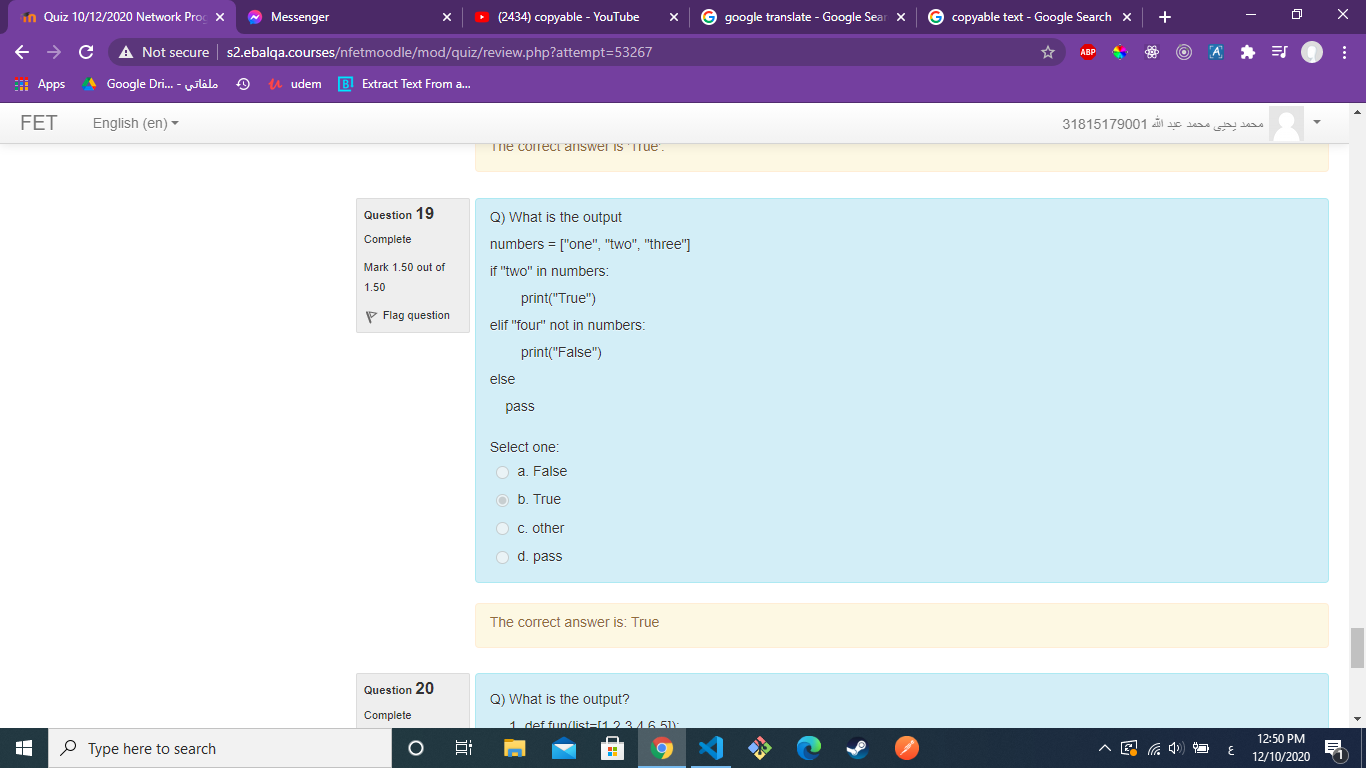 Quiz 10/12/2020 Network Prog
Messenger
(2434) copyable - YouTube
google translate - Google Sear
copyable text - Google Search
Not secure | s2.ebalqa.courses/nfetmoodle/mod/quiz/review.php?attempt=53267
ABP
Apps
Google Dri... - ملفاتي
udem
Extract Text From a...
FET
English (en)
محمد يحيى محمد عبد الله 31815179001
The correct answer is 'True'.
Question 19
Complete
Mark 1.50 out of
1.50
Flag question
Q) What is the output
numbers = ["one", "two", "three"]
if "two" in numbers:
print("True")
elif "four" not in numbers:
print("False")
else
pass
Select one:
a. False
b. True
c. other
d. pass
The correct answer is: True
Question 20
Complete
Q) What is the output?
1. def fun(list=[1,2,3,4,6,5]):
Type here to search
ع
12:50 PM
12/10/2020
1